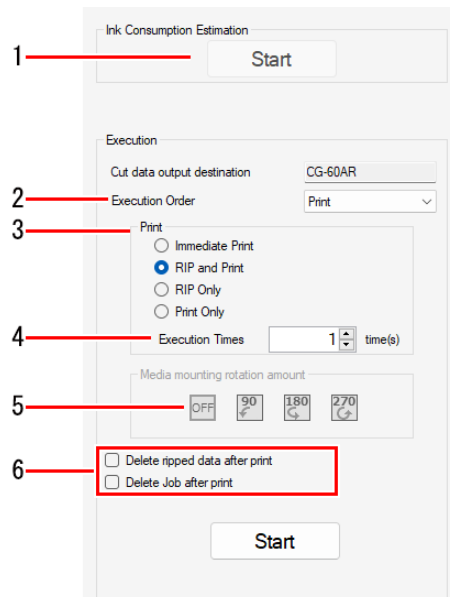 Ink Consumption Estimation
1
Start
Execution
Cut data output destination CG-60AR
2
Execution Order Print
3
Print
Immediate Print
RIP and Print
RIP Only
Print Only
4
Execution Times 1 time(s)
Media mounting rotation amount
5
OFF 90 180 270
6
Delete ripped data after print
Delete Job after print
Start